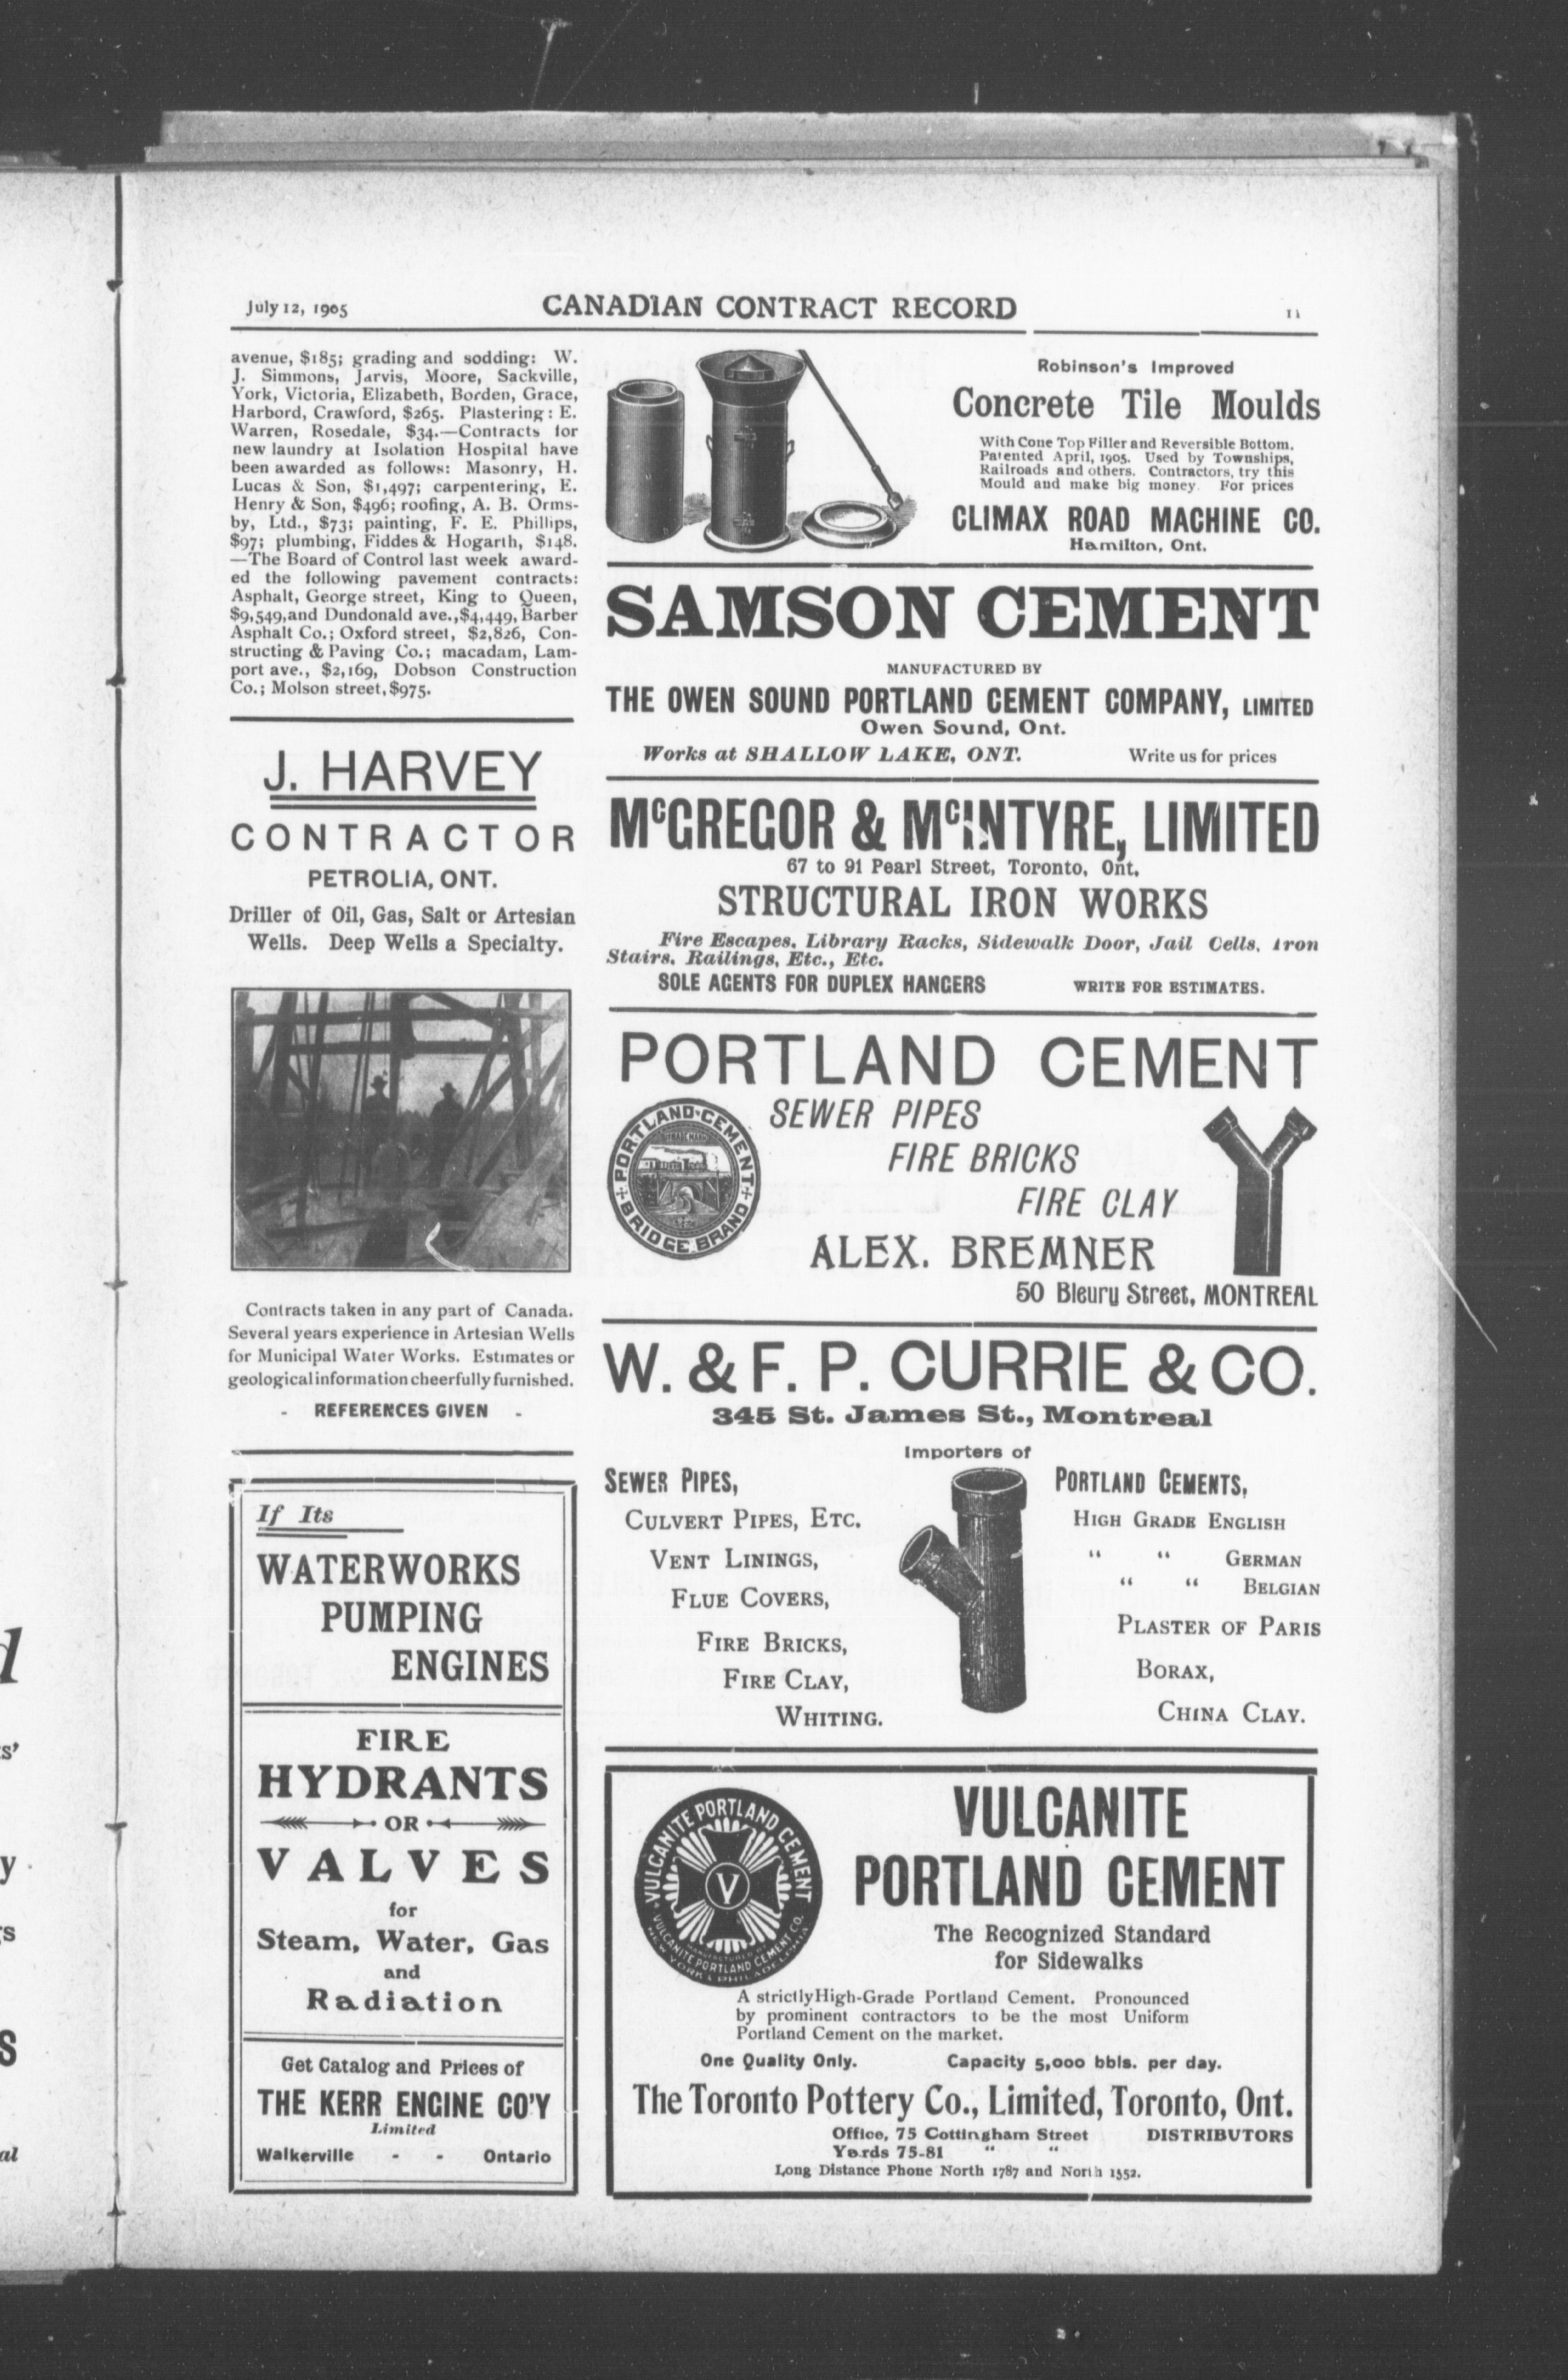 July 12, 1905
CANADIAN CONTRACT RECORD
11
avenue, $185; grading and sodding: W.
J. Simmons, Jarvis, Moore, Sackville,
York, Victoria, Elizabeth, Borden, Grace,
Harbord, Crawford, $265. Plastering: E.
Warren, Rosedale, $34.—Contracts for
new laundry at Isolation Hospital have
been awarded as follows: Masonry, H.
Lucas & Son, $1,497; carpentering, E.
Henry & Son, $496; roofing, A. B. Orms-
by, Ltd., $73; painting, F. E. Phillips,
$97; plumbing, Fiddes & Hogarth, $148.
—The Board of Control last week award-
ed the following pavement contracts:
Asphalt, George street, King to Queen,
$9,549, and Dundonald ave., $4,449, Barber
Asphalt Co.; Oxford street, $2,826, Con-
structing & Paving Co.; macadam, Lam-
port ave., $2,169, Dobson Construction
Co.; Molson street, $975.
J. HARVEY
CONTRACTOR
PETROLIA, ONT.
Driller of Oil, Gas, Salt or Artesian
Wells. Deep Wells a Specialty.
Contracts taken in any part of Canada.
Several years experience in Artesian Wells
for Municipal Water Works. Estimates or
geological information cheerfully furnished.
- REFERENCES GIVEN -
If Its
WATERWORKS
PUMPING
ENGINES
FIRE
HYDRANTS
OR
VALVES
for
Steam, Water, Gas
and
Radiation
Get Catalog and Prices of
THE KERR ENGINE CO'Y
Limited
Walkerville - - Ontario
Robinson's Improved
Concrete Tile Moulds
With Cone Top Filler and Reversible Bottom.
Patented April, 1905. Used by Townships,
Railroads and others. Contractors, try this
Mould and make big money. For prices
CLIMAX ROAD MACHINE CO.
Hamilton, Ont.
SAMSON CEMENT
MANUFACTURED BY
THE OWEN SOUND PORTLAND CEMENT COMPANY, LIMITED
Owen Sound, Ont.
Works at SHALLOW LAKE, ONT. Write us for prices
McGREGOR & McINTYRE, LIMITED
67 to 91 Pearl Street, Toronto, Ont.
STRUCTURAL IRON WORKS
Fire Escapes, Library Racks, Sidewalk Door, Jail Cells, Iron
Stairs, Railings, Etc., Etc.
SOLE AGENTS FOR DUPLEX HANGERS WRITE FOR ESTIMATES.
PORTLAND CEMENT
PORTLAND·CEMENT
TRADE MARK
BRIDGE BRAND
SEWER PIPES
FIRE BRICKS
FIRE CLAY
ALEX. BREMNER
50 Bleury Street, MONTREAL
W. & F. P. CURRIE & CO.
345 St. James St., Montreal
Importers of
SEWER PIPES,
CULVERT PIPES, ETC.
VENT LININGS,
FLUE COVERS,
FIRE BRICKS,
FIRE CLAY,
WHITING.
PORTLAND CEMENTS,
HIGH GRADE ENGLISH
" " GERMAN
" " BELGIAN
PLASTER OF PARIS
BORAX,
CHINA CLAY.
VULCANITE PORTLAND CEMENT
V
MANUFACTURED BY
VULCANITE PORTLAND CEMENT CO.
NEW YORK & PHILADELPHIA
VULCANITE
PORTLAND CEMENT
The Recognized Standard
for Sidewalks
A strictly High-Grade Portland Cement. Pronounced
by prominent contractors to be the most Uniform
Portland Cement on the market.
One Quality Only. Capacity 5,000 bbls. per day.
The Toronto Pottery Co., Limited, Toronto, Ont.
Office, 75 Cottingham Street DISTRIBUTORS
Yards 75-81 " "
Long Distance Phone North 1787 and North 1552.